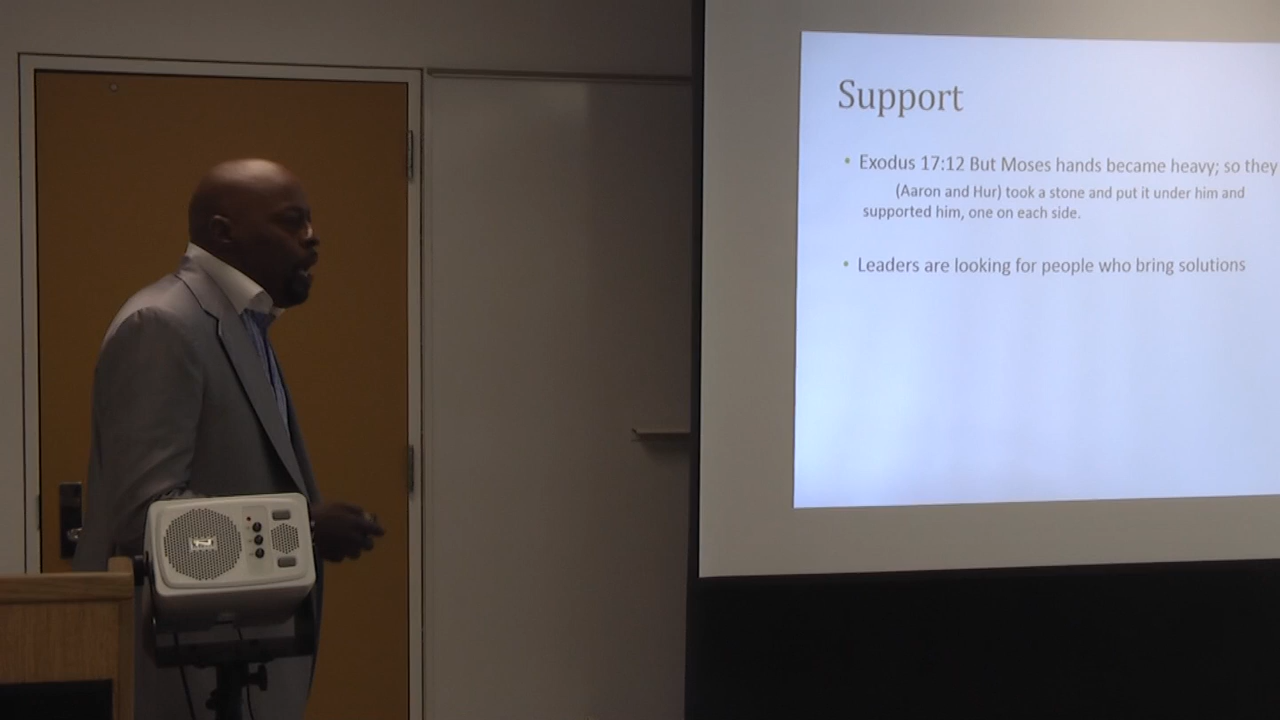 Support
• Exodus 17:12 But Moses hands became heavy; so they
(Aaron and Hur) took a stone and put it under him and
supported him, one on each side.
• Leaders are looking for people who bring solutions